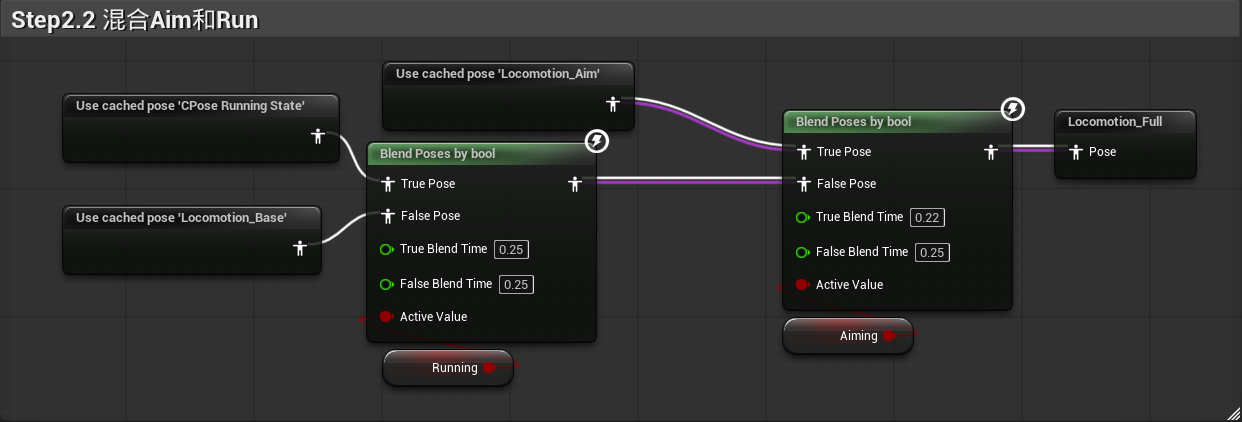 Step2.2 混合Aim和Run
Use cached pose 'Locomotion_Aim'
Use cached pose 'CPose Running State'
Blend Poses by bool
True Pose
False Pose
True Blend Time 0.25
False Blend Time 0.25
Active Value
Use cached pose 'Locomotion_Base'
Running
Blend Poses by bool
True Pose
False Pose
True Blend Time 0.22
False Blend Time 0.25
Active Value
Aiming
Locomotion_Full
Pose